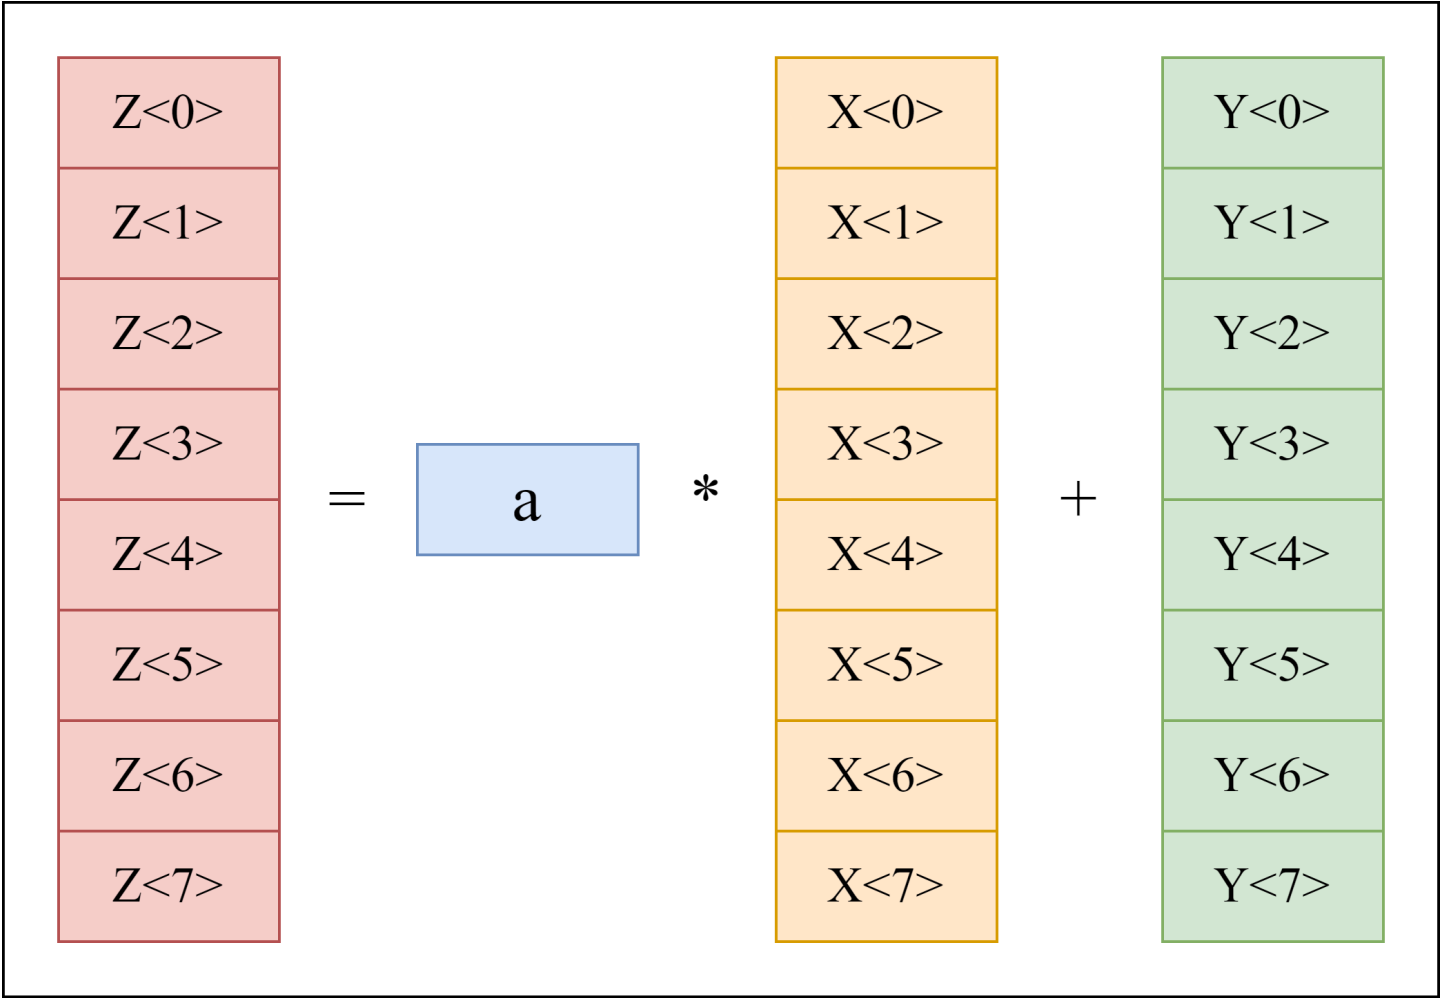 Z<0> X<0> Y<0>
Z<1> X<1> Y<1>
Z<2> X<2> Y<2>
Z<3> X<3> Y<3>
= a * +
Z<4> X<4> Y<4>
Z<5> X<5> Y<5>
Z<6> X<6> Y<6>
Z<7> X<7> Y<7>